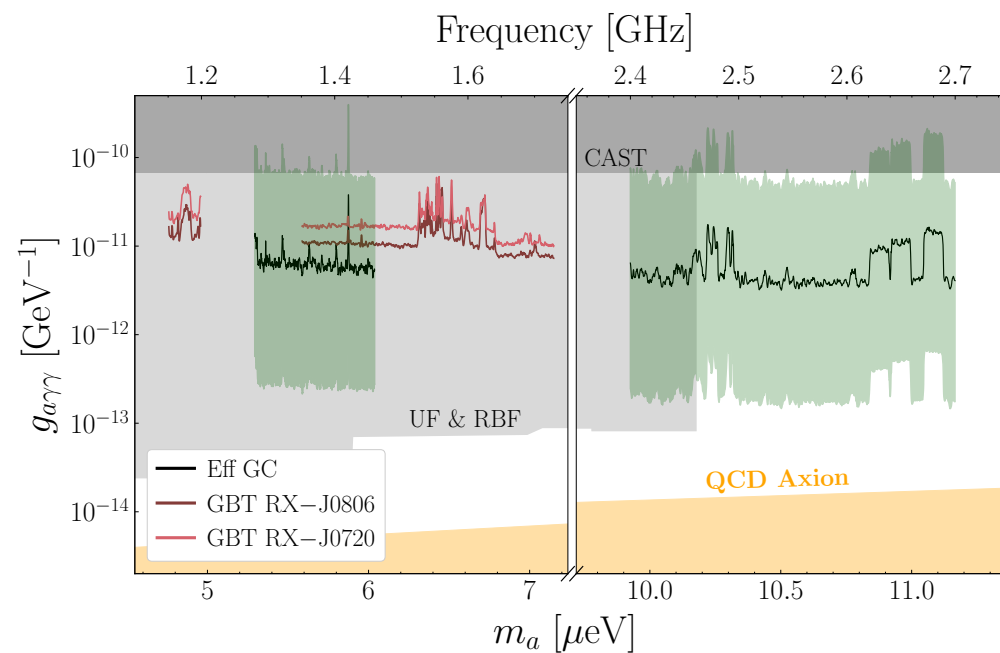 Frequency [GHz]
1.2 1.4 1.6 2.4 2.5 2.6 2.7
10⁻¹⁰
10⁻¹¹
10⁻¹²
10⁻¹³
10⁻¹⁴
g_{aγγ} [GeV⁻¹]
CAST
UF & RBF
QCD Axion
Eff GC
GBT RX−J0806
GBT RX−J0720
5 6 7 10.0 10.5 11.0
m_a [μeV]